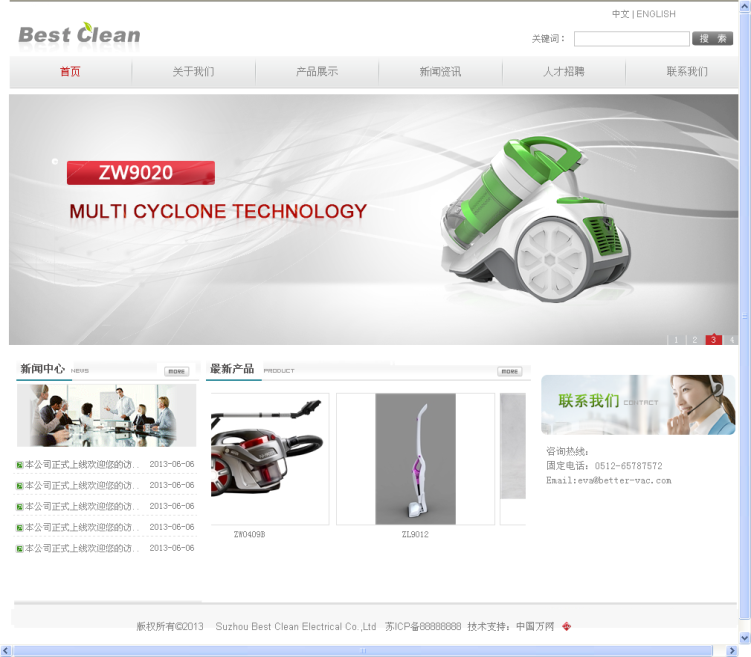 中文 | ENGLISH
Best Clean
关键词：
搜 索
首页
关于我们
产品展示
新闻资讯
人才招聘
联系我们
ZW9020
MULTI CYCLONE TECHNOLOGY
1 2 3 4
新闻中心 NEWS MORE
最新产品 PRODUCT MORE
联系我们 CONTACT
本公司正式上线欢迎您的访.. 2013-06-06
本公司正式上线欢迎您的访.. 2013-06-06
本公司正式上线欢迎您的访.. 2013-06-06
本公司正式上线欢迎您的访.. 2013-06-06
本公司正式上线欢迎您的访.. 2013-06-06
ZW0409B
ZL9012
咨询热线：
固定电话：0512-65787572
Email:eva@better-vac.com
版权所有©2013 Suzhou Best Clean Electrical Co.,Ltd 苏ICP备88888888 技术支持：中国万网